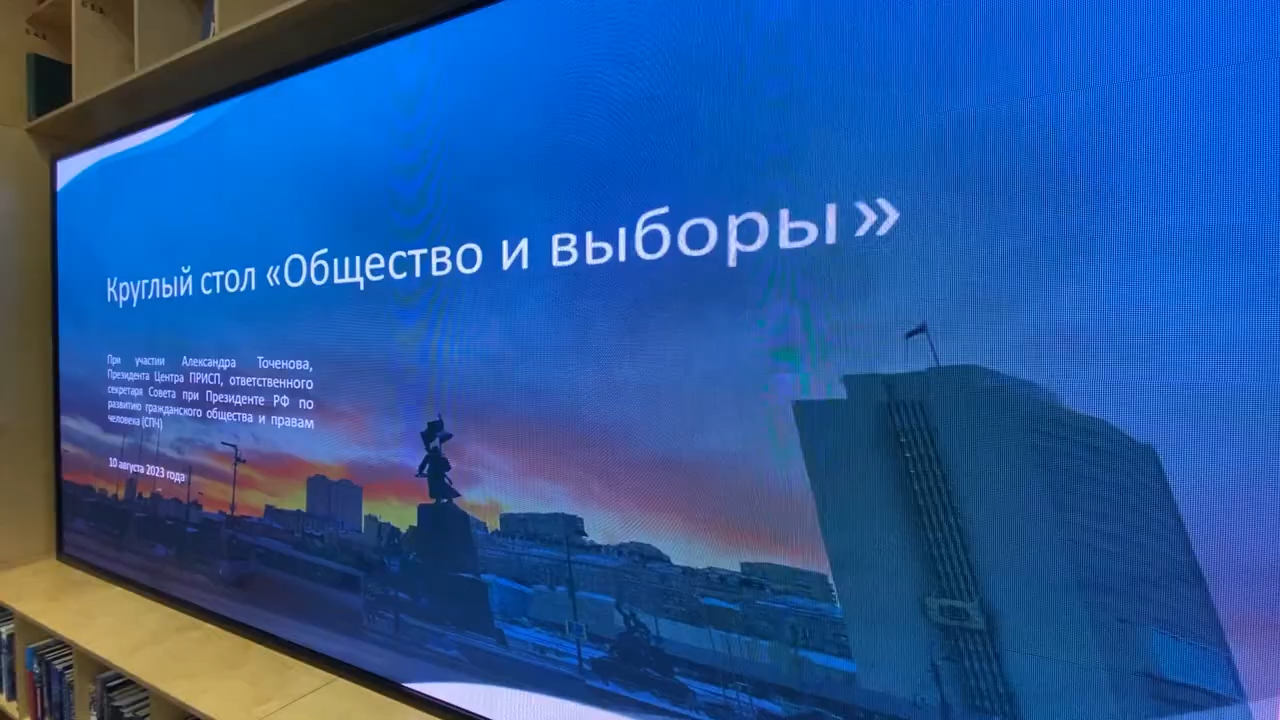 Круглый стол «Общество и выборы»
При участии Александра Точенова,
Президента Центра ПРИСП, ответственного
секретаря Совета при Президенте РФ по
развитию гражданского общества и правам
человека (СПЧ)
10 августа 2023 года